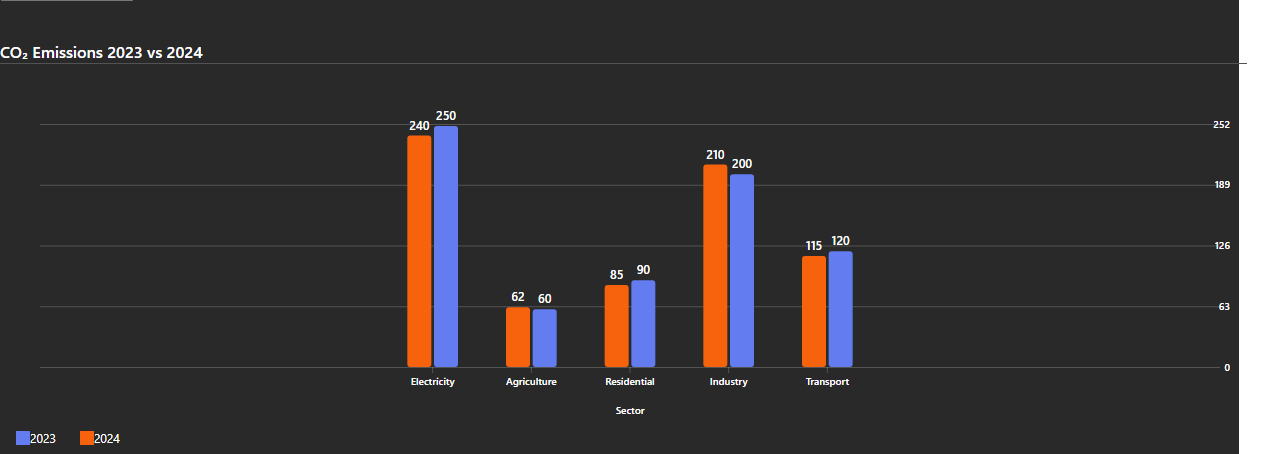 CO₂ Emissions 2023 vs 2024
240 250 62 60 85 90 210 200 115 120
252
189
126
63
0
Electricity Agriculture Residential Industry Transport
Sector
2023 2024